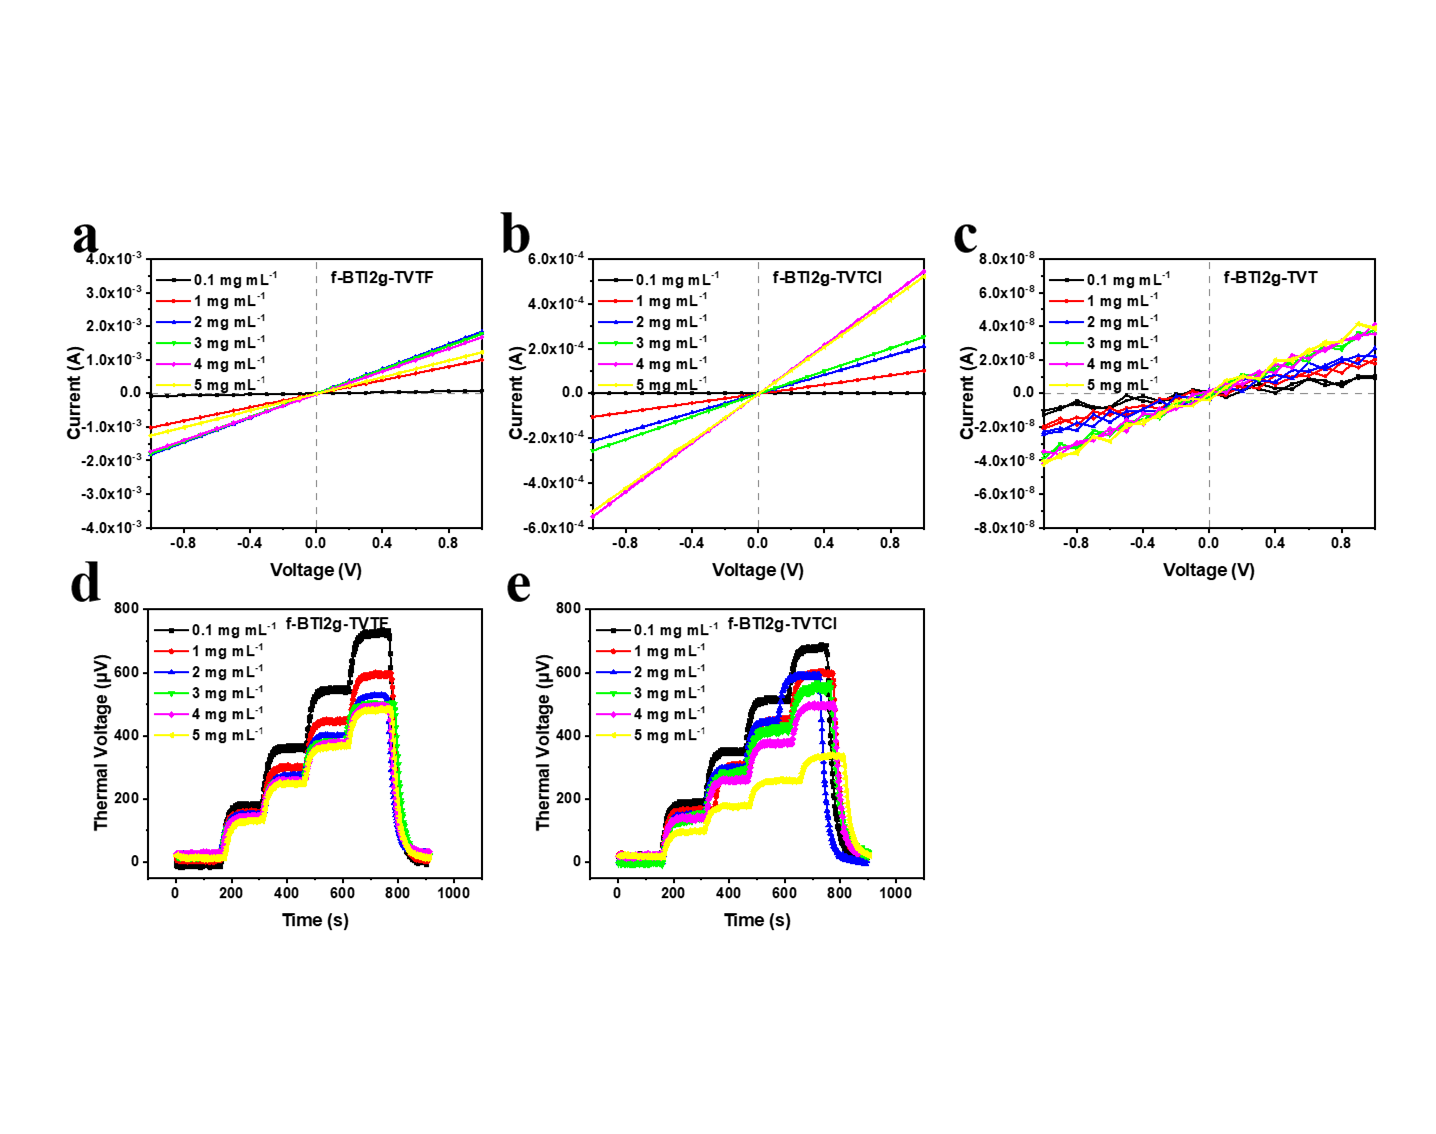 a
f-BTI2g-TVTF
0.1 mg mL⁻¹
1 mg mL⁻¹
2 mg mL⁻¹
3 mg mL⁻¹
4 mg mL⁻¹
5 mg mL⁻¹
4.0x10⁻³
3.0x10⁻³
2.0x10⁻³
1.0x10⁻³
0.0
-1.0x10⁻³
-2.0x10⁻³
-3.0x10⁻³
-4.0x10⁻³
Current (A)
-0.8 -0.4 0.0 0.4 0.8
Voltage (V)
b
f-BTI2g-TVTCl
0.1 mg mL⁻¹
1 mg mL⁻¹
2 mg mL⁻¹
3 mg mL⁻¹
4 mg mL⁻¹
5 mg mL⁻¹
6.0x10⁻⁴
4.0x10⁻⁴
2.0x10⁻⁴
0.0
-2.0x10⁻⁴
-4.0x10⁻⁴
-6.0x10⁻⁴
Current (A)
-0.8 -0.4 0.0 0.4 0.8
Voltage (V)
c
f-BTI2g-TVT
0.1 mg mL⁻¹
1 mg mL⁻¹
2 mg mL⁻¹
3 mg mL⁻¹
4 mg mL⁻¹
5 mg mL⁻¹
8.0x10⁻⁸
6.0x10⁻⁸
4.0x10⁻⁸
2.0x10⁻⁸
0.0
-2.0x10⁻⁸
-4.0x10⁻⁸
-6.0x10⁻⁸
-8.0x10⁻⁸
Current (A)
-0.8 -0.4 0.0 0.4 0.8
Voltage (V)
d
f-BTI2g-TVTF
0.1 mg mL⁻¹
1 mg mL⁻¹
2 mg mL⁻¹
3 mg mL⁻¹
4 mg mL⁻¹
5 mg mL⁻¹
800
600
400
200
0
Thermal Voltage (µV)
0 200 400 600 800 1000
Time (s)
e
f-BTI2g-TVTCl
0.1 mg mL⁻¹
1 mg mL⁻¹
2 mg mL⁻¹
3 mg mL⁻¹
4 mg mL⁻¹
5 mg mL⁻¹
800
600
400
200
0
Thermal Voltage (µV)
0 200 400 600 800 1000
Time (s)